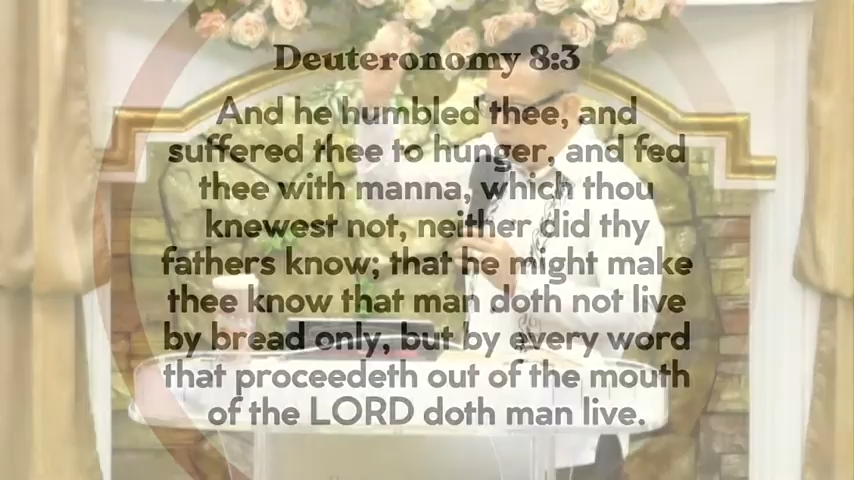 Deuteronomy 8:3
And he humbled thee, and
suffered thee to hunger, and fed
thee with manna, which thou
knewest not, neither did thy
fathers know; that he might make
thee know that man doth not live
by bread only, but by every word
that proceedeth out of the mouth
of the LORD doth man live.